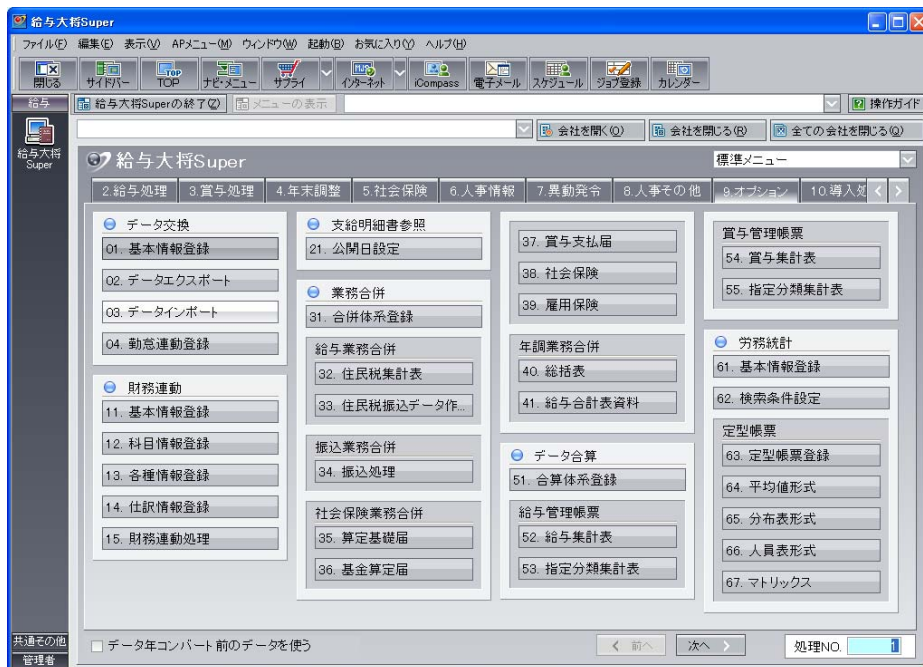 給与大将Super
ファイル(F) 編集(E) 表示(V) APメニュー(M) ウィンドウ(W) 起動(B) お気に入り(Y) ヘルプ(H)
閉じる サイドバー TOP ナビ・メニュー サプライ インターネット iCompass 電子メール スケジュール ジョブ登録 カレンダー
給与 給与大将Superの終了(Z) メニューの表示 操作ガイド
会社を開く(O) 会社を閉じる(R) 全ての会社を閉じる(Q)
給与大将
Super
給与大将Super 標準メニュー
2.給与処理 3.賞与処理 4.年末調整 5.社会保険 6.人事情報 7.異動発令 8.人事その他 9.オプション 10.導入処
データ交換
01. 基本情報登録
02. データエクスポート
03. データインポート
04. 勤怠連動登録
財務連動
11. 基本情報登録
12. 科目情報登録
13. 各種情報登録
14. 仕訳情報登録
15. 財務連動処理
支給明細書参照
21. 公開日設定
業務合併
31. 合併体系登録
給与業務合併
32. 住民税集計表
33. 住民税振込データ作...
振込業務合併
34. 振込処理
社会保険業務合併
35. 算定基礎届
36. 基金算定届
37. 賞与支払届
38. 社会保険
39. 雇用保険
年調業務合併
40. 総括表
41. 給与合計表資料
データ合算
51. 合算体系登録
給与管理帳票
52. 給与集計表
53. 指定分類集計表
賞与管理帳票
54. 賞与集計表
55. 指定分類集計表
労務統計
61. 基本情報登録
62. 検索条件設定
定型帳票
63. 定型帳票登録
64. 平均値形式
65. 分布表形式
66. 人員表形式
67. マトリックス
共通その他
管理者
データ年コンバート前のデータを使う 前へ 次へ 処理NO. 1